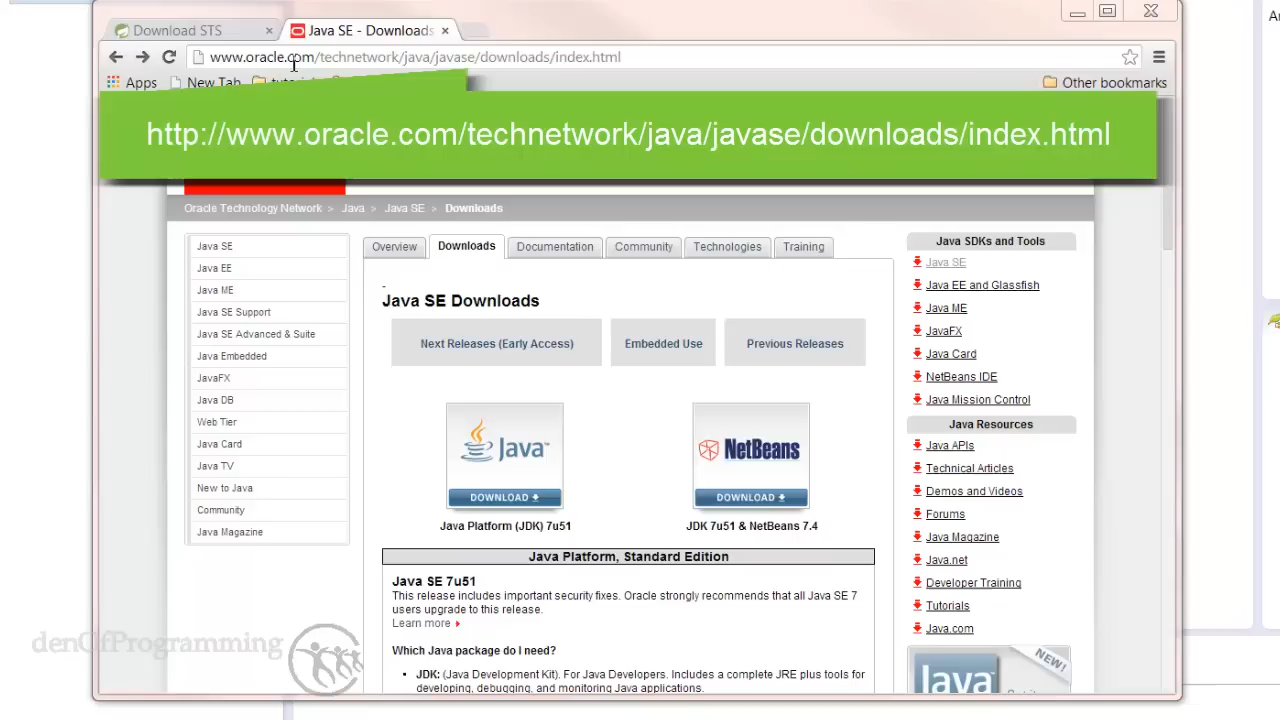 Download STS
Java SE - Downloads
www.oracle.com/technetwork/java/javase/downloads/index.html
Apps
New Tab
Other bookmarks
http://www.oracle.com/technetwork/java/javase/downloads/index.html
Oracle Technology Network > Java > Java SE > Downloads
Java SE
Java EE
Java ME
Java SE Support
Java SE Advanced & Suite
Java Embedded
JavaFX
Java DB
Web Tier
Java Card
Java TV
New to Java
Community
Java Magazine
Overview
Downloads
Documentation
Community
Technologies
Training
Java SE Downloads
Next Releases (Early Access)
Embedded Use
Previous Releases
Java™
DOWNLOAD
Java Platform (JDK) 7u51
NetBeans
DOWNLOAD
JDK 7u51 & NetBeans 7.4
Java Platform, Standard Edition
Java SE 7u51
This release includes important security fixes. Oracle strongly recommends that all Java SE 7
users upgrade to this release.
Learn more
Which Java package do I need?
• JDK: (Java Development Kit). For Java Developers. Includes a complete JRE plus tools for
developing, debugging, and monitoring Java applications.
Java SDKs and Tools
Java SE
Java EE and Glassfish
Java ME
JavaFX
Java Card
NetBeans IDE
Java Mission Control
Java Resources
Java APIs
Technical Articles
Demos and Videos
Forums
Java Magazine
Java.net
Developer Training
Tutorials
Java.com
NEW!
Java
denOfProgramming